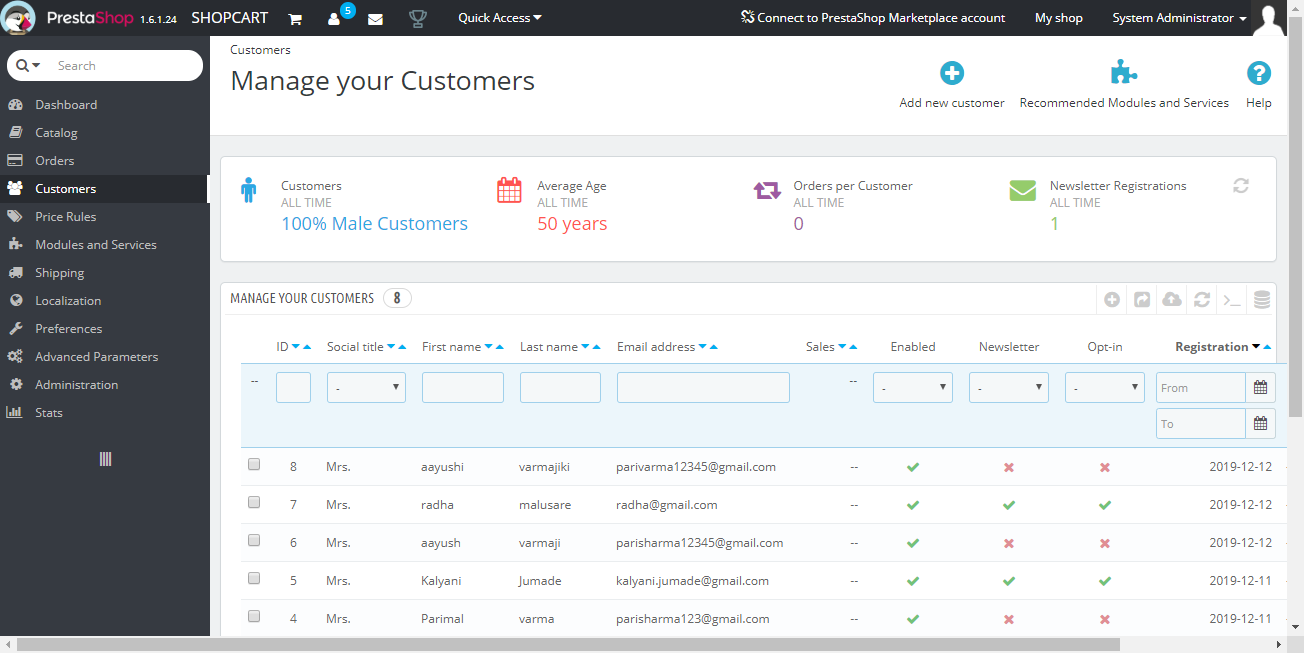 PrestaShop 1.6.1.24 SHOPCART 5 Quick Access Connect to PrestaShop Marketplace account My shop System Administrator
Search
Dashboard
Catalog
Orders
Customers
Price Rules
Modules and Services
Shipping
Localization
Preferences
Advanced Parameters
Administration
Stats
Customers
Manage your Customers
Add new customer Recommended Modules and Services Help
Customers
ALL TIME
100% Male Customers
Average Age
ALL TIME
50 years
Orders per Customer
ALL TIME
0
Newsletter Registrations
ALL TIME
1
MANAGE YOUR CUSTOMERS 8
ID Social title First name Last name Email address Sales Enabled Newsletter Opt-in Registration
-- - -- - - - From
To
8 Mrs. aayushi varmajiki parivarma12345@gmail.com -- 2019-12-12
7 Mrs. radha malusare radha@gmail.com -- 2019-12-12
6 Mrs. aayush varmaji parisharma12345@gmail.com -- 2019-12-12
5 Mrs. Kalyani Jumade kalyani.jumade@gmail.com -- 2019-12-11
4 Mrs. Parimal varma parisharma123@gmail.com -- 2019-12-11